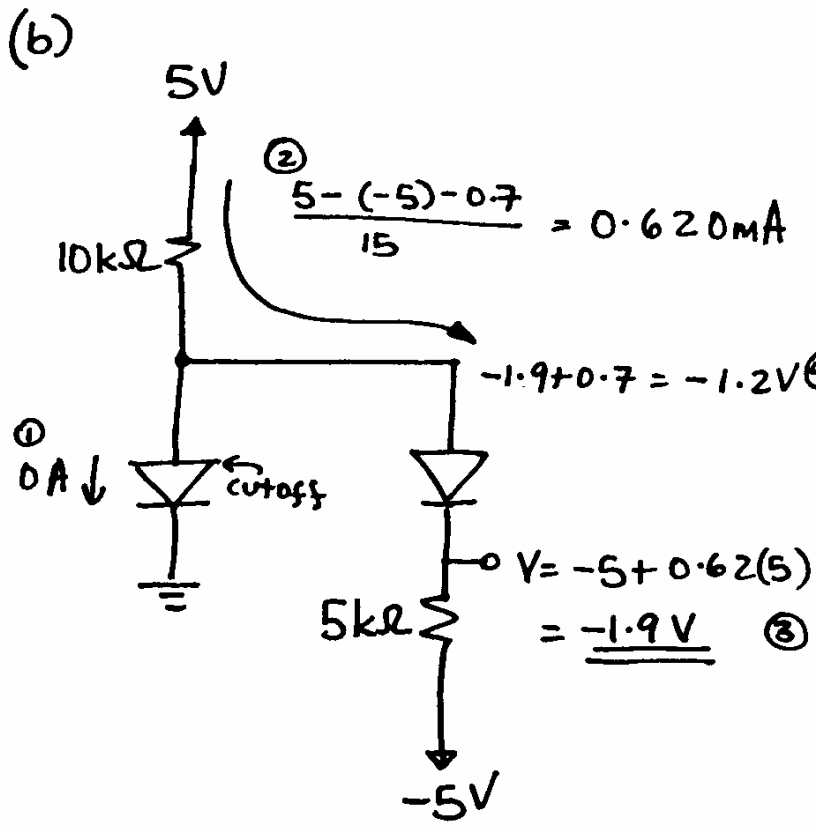 (b)
5V
②
5-(-5)-0.7
15
= 0.620mA
10kΩ
-1.9+0.7 = -1.2V
①
0A ↓
cutoff
V= -5+0.62(5)
5kΩ
= -1.9V ③
-5V